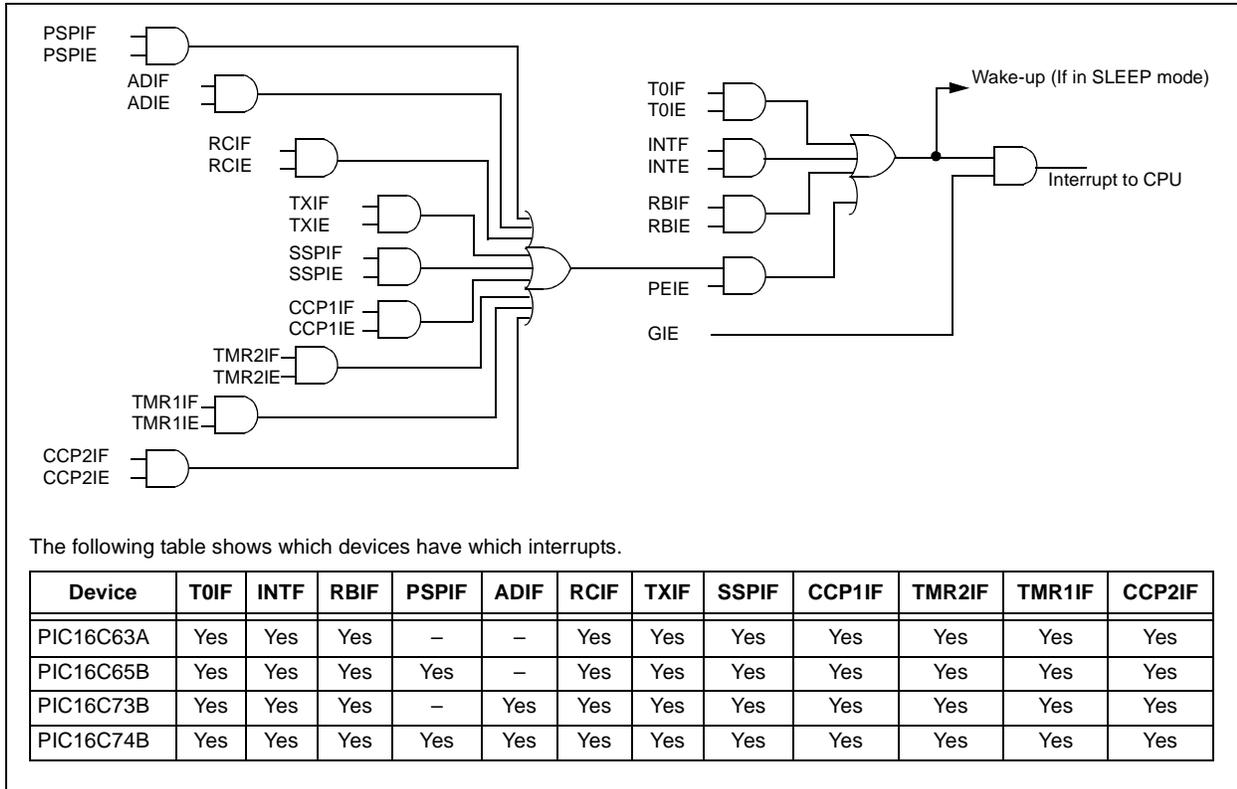 PSPIF
PSPIE
ADIF
ADIE
RCIF
RCIE
TXIF
TXIE
SSPIF
SSPIE
CCP1IF
CCP1IE
TMR2IF
TMR2IE
TMR1IF
TMR1IE
CCP2IF
CCP2IE
T0IF
T0IE
INTF
INTE
RBIF
RBIE
PEIE
GIE
Wake-up (If in SLEEP mode)
Interrupt to CPU
The following table shows which devices have which interrupts.
Device T0IF INTF RBIF PSPIF ADIF RCIF TXIF SSPIF CCP1IF TMR2IF TMR1IF CCP2IF
PIC16C63A Yes Yes Yes – – Yes Yes Yes Yes Yes Yes Yes
PIC16C65B Yes Yes Yes Yes – Yes Yes Yes Yes Yes Yes Yes
PIC16C73B Yes Yes Yes – Yes Yes Yes Yes Yes Yes Yes Yes
PIC16C74B Yes Yes Yes Yes Yes Yes Yes Yes Yes Yes Yes Yes